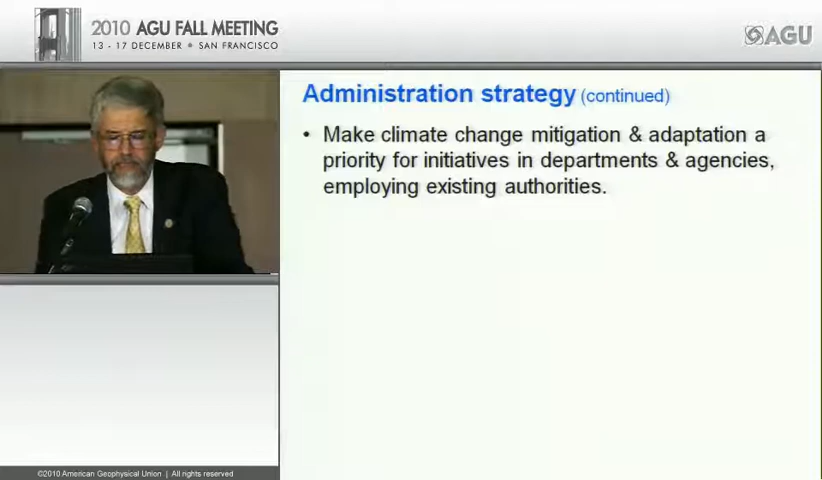 2010 AGU FALL MEETING
13 - 17 DECEMBER • SAN FRANCISCO
AGU
Administration strategy (continued)
• Make climate change mitigation & adaptation a
priority for initiatives in departments & agencies,
employing existing authorities.
©2010 American Geophysical Union | All rights reserved